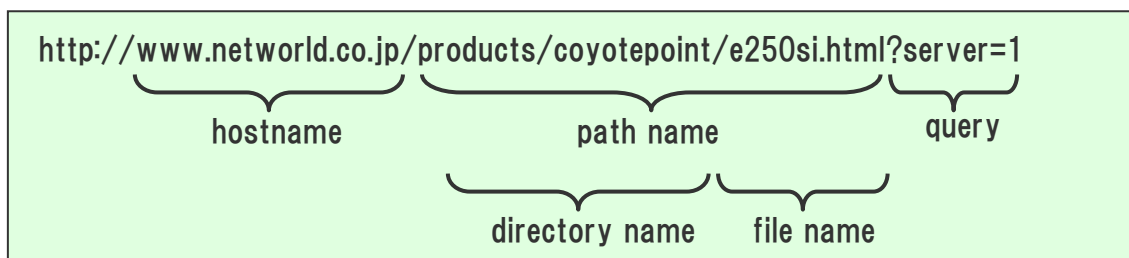 http://www.networld.co.jp/products/coyotepoint/e250si.html?server=1
hostname path name query
directory name file name